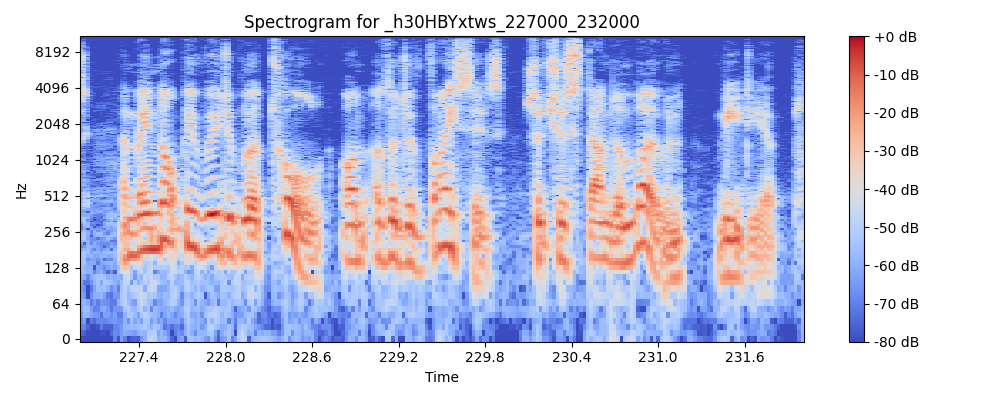 Spectrogram for _h30HBYxtws_227000_232000
8192
4096
2048
1024
512
256
128
64
0
Hz
227.4 228.0 228.6 229.2 229.8 230.4 231.0 231.6
Time
+0 dB
-10 dB
-20 dB
-30 dB
-40 dB
-50 dB
-60 dB
-70 dB
-80 dB